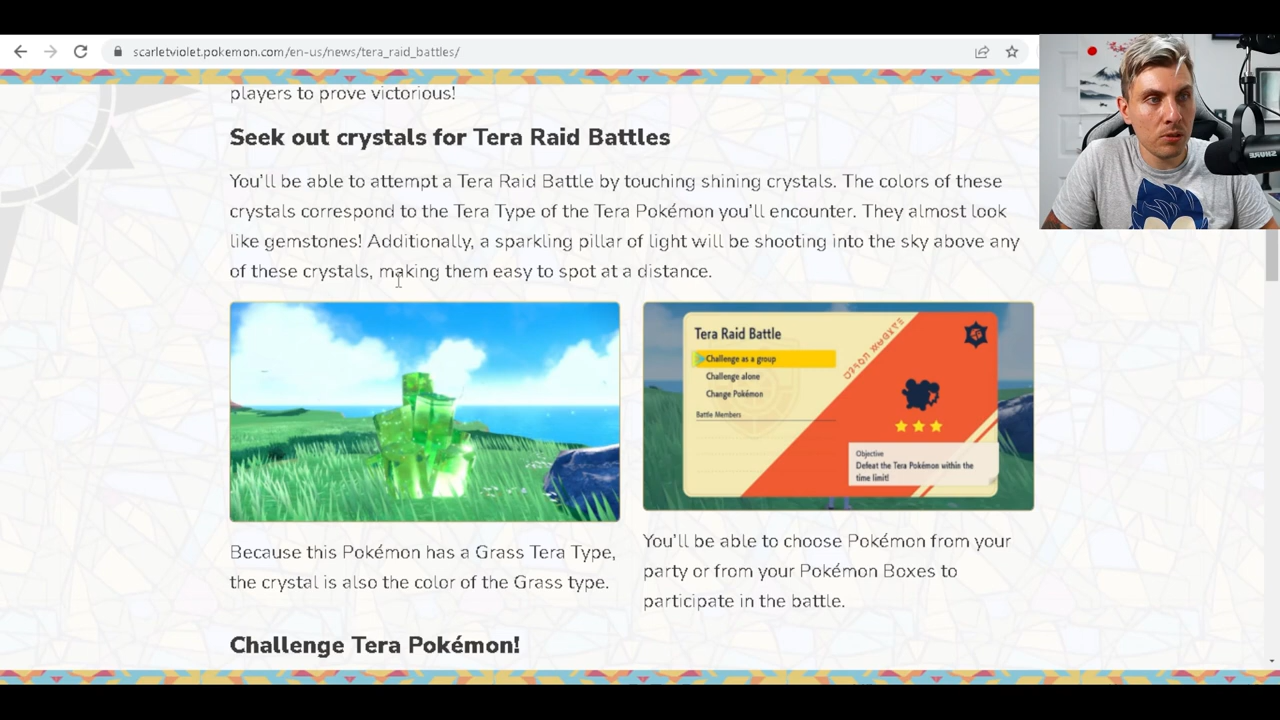 scarletviolet.pokemon.com/en-us/news/tera_raid_battles/
players to prove victorious!
Seek out crystals for Tera Raid Battles
You'll be able to attempt a Tera Raid Battle by touching shining crystals. The colors of these
crystals correspond to the Tera Type of the Tera Pokémon you'll encounter. They almost look
like gemstones! Additionally, a sparkling pillar of light will be shooting into the sky above any
of these crystals, making them easy to spot at a distance.
Tera Raid Battle
Challenge as a group
Challenge alone
Change Pokémon
Battle Members
Objective
Defeat the Tera Pokémon within the
time limit!
Because this Pokémon has a Grass Tera Type,
the crystal is also the color of the Grass type.
You'll be able to choose Pokémon from your
party or from your Pokémon Boxes to
participate in the battle.
Challenge Tera Pokémon!
SHURE